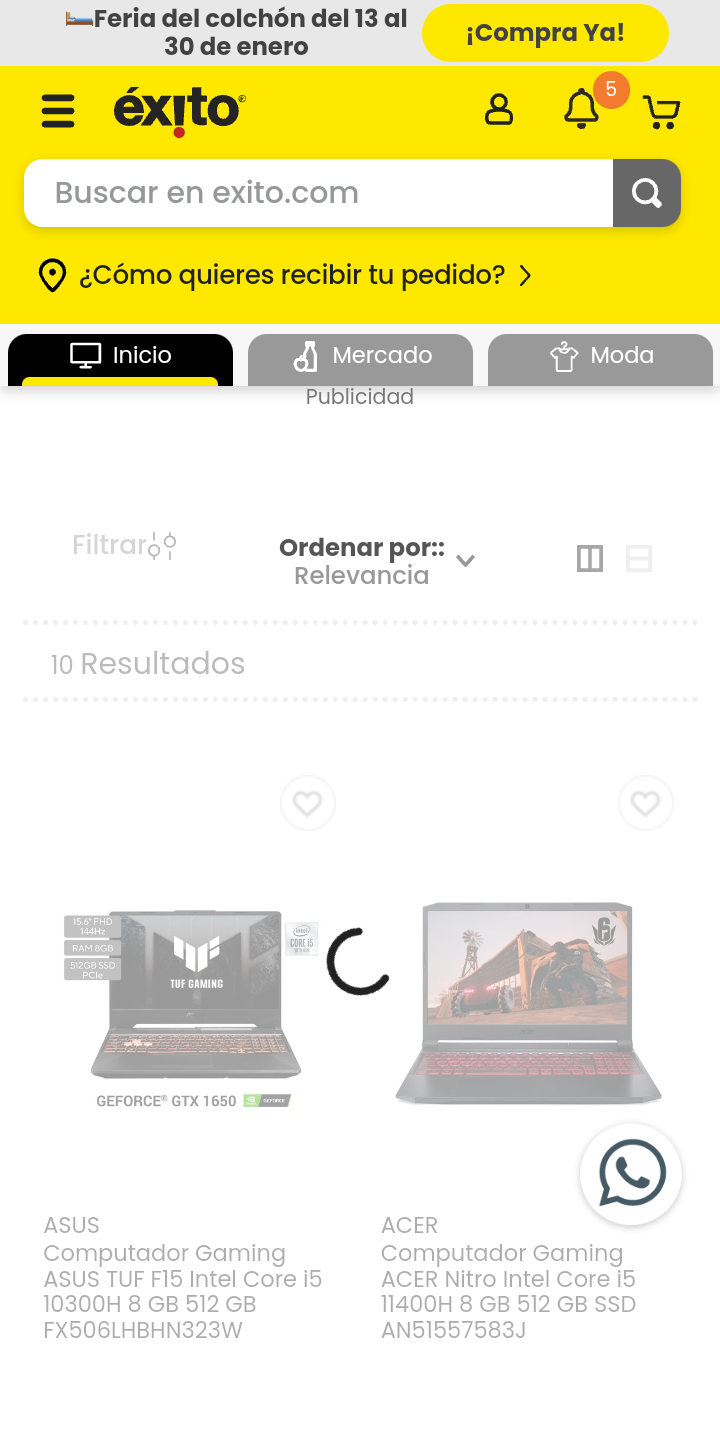 Feria del colchón del 13 al
30 de enero
¡Compra Ya!
éxito
5
Buscar en exito.com
¿Cómo quieres recibir tu pedido?
Inicio
Mercado
Moda
Publicidad
Filtrar
Ordenar por::
Relevancia
10 Resultados
15.6" FHD
144Hz
RAM 8GB
512GB SSD
PCIe
TUF GAMING
intel
CORE i5
GEFORCE® GTX 1650
GEFORCE
ASUS
Computador Gaming
ASUS TUF F15 Intel Core i5
10300H 8 GB 512 GB
FX506LHBHN323W
ACER
Computador Gaming
ACER Nitro Intel Core i5
11400H 8 GB 512 GB SSD
AN51557583J